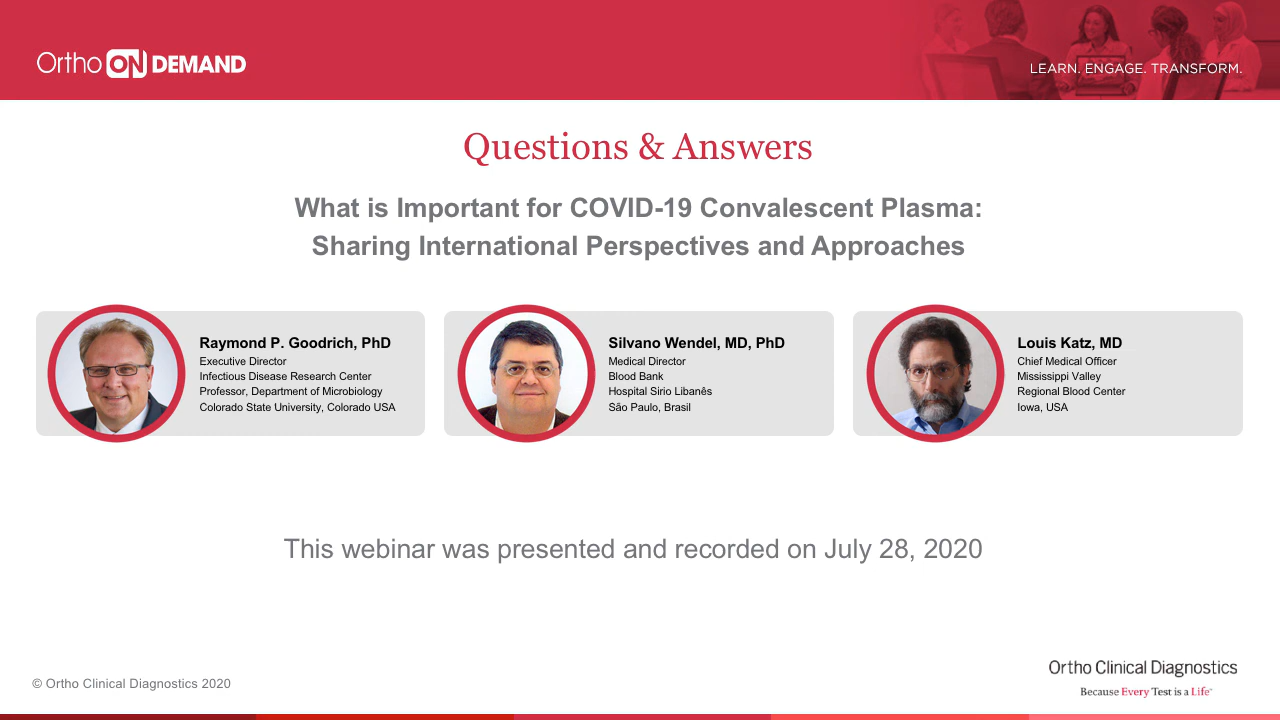 Ortho ON DEMAND
LEARN. ENGAGE. TRANSFORM.
Questions & Answers
What is Important for COVID-19 Convalescent Plasma:
Sharing International Perspectives and Approaches
Raymond P. Goodrich, PhD
Executive Director
Infectious Disease Research Center
Professor, Department of Microbiology
Colorado State University, Colorado USA
Silvano Wendel, MD, PhD
Medical Director
Blood Bank
Hospital Sirio Libanês
São Paulo, Brasil
Louis Katz, MD
Chief Medical Officer
Mississippi Valley
Regional Blood Center
Iowa, USA
This webinar was presented and recorded on July 28, 2020
© Ortho Clinical Diagnostics 2020
Ortho Clinical Diagnostics
Because Every Test is a Life™